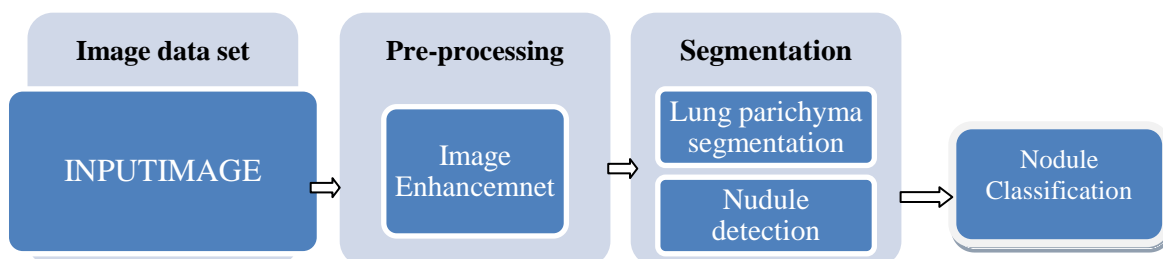 Image data set
INPUTIMAGE
Pre-processing
Image
Enhancemnet
Segmentation
Lung parichyma
segmentation
Nudule
detection
Nodule
Classification